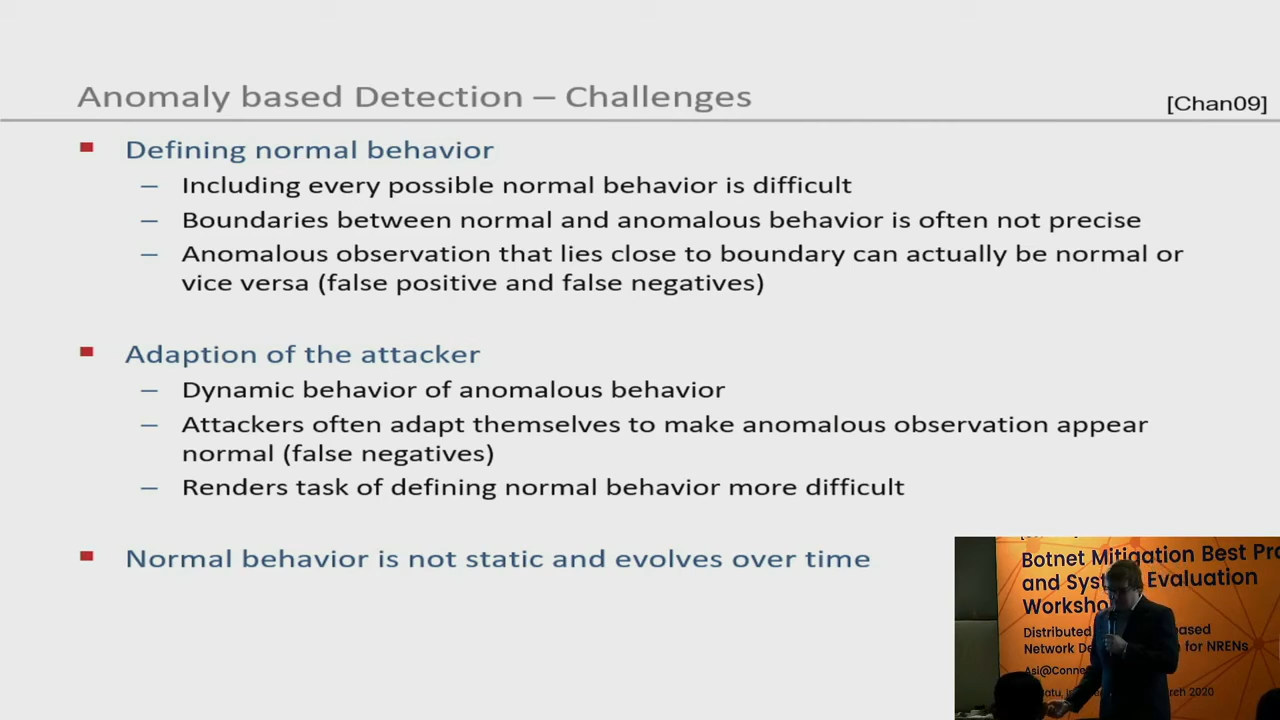 Anomaly based Detection – Challenges
[Chan09]
Defining normal behavior
– Including every possible normal behavior is difficult
– Boundaries between normal and anomalous behavior is often not precise
– Anomalous observation that lies close to boundary can actually be normal or
vice versa (false positive and false negatives)
Adaption of the attacker
– Dynamic behavior of anomalous behavior
– Attackers often adapt themselves to make anomalous observation appear
normal (false negatives)
– Renders task of defining normal behavior more difficult
Normal behavior is not static and evolves over time
Botnet Mitigation Best
and Evaluation
Distributed
Network for NRENs
2020